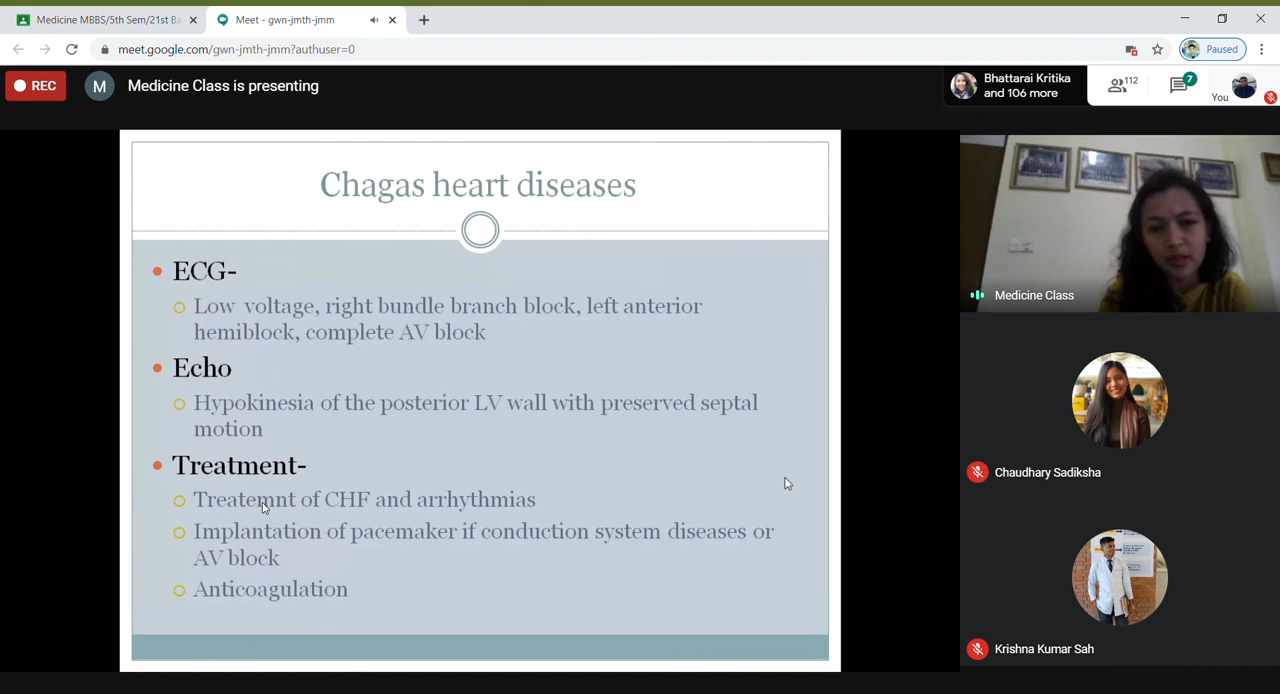 Medicine MBBS/5th Sem/21st Ba
Meet - gwn-jmth-jmm
meet.google.com/gwn-jmth-jmm?authuser=0
Paused
REC
M
Medicine Class is presenting
Bhattarai Kritika
and 106 more
112
7
You
Chagas heart diseases
ECG-
Low voltage, right bundle branch block, left anterior
hemiblock, complete AV block
Echo
Hypokinesia of the posterior LV wall with preserved septal
motion
Treatment-
Treatemnt of CHF and arrhythmias
Implantation of pacemaker if conduction system diseases or
AV block
Anticoagulation
Medicine Class
Chaudhary Sadiksha
Krishna Kumar Sah